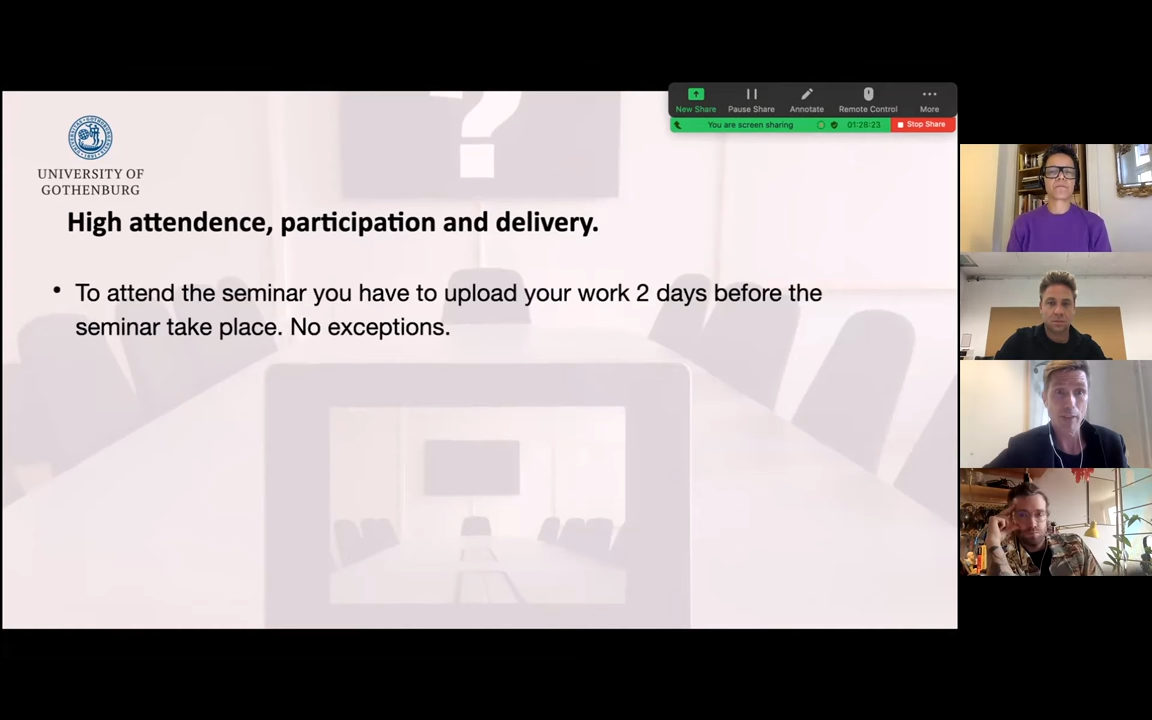 New Share
Pause Share
Annotate
Remote Control
More
You are screen sharing
01:28:23
Stop Share
UNIVERSITY OF
GOTHENBURG
High attendence, participation and delivery.
• To attend the seminar you have to upload your work 2 days before the
seminar take place. No exceptions.